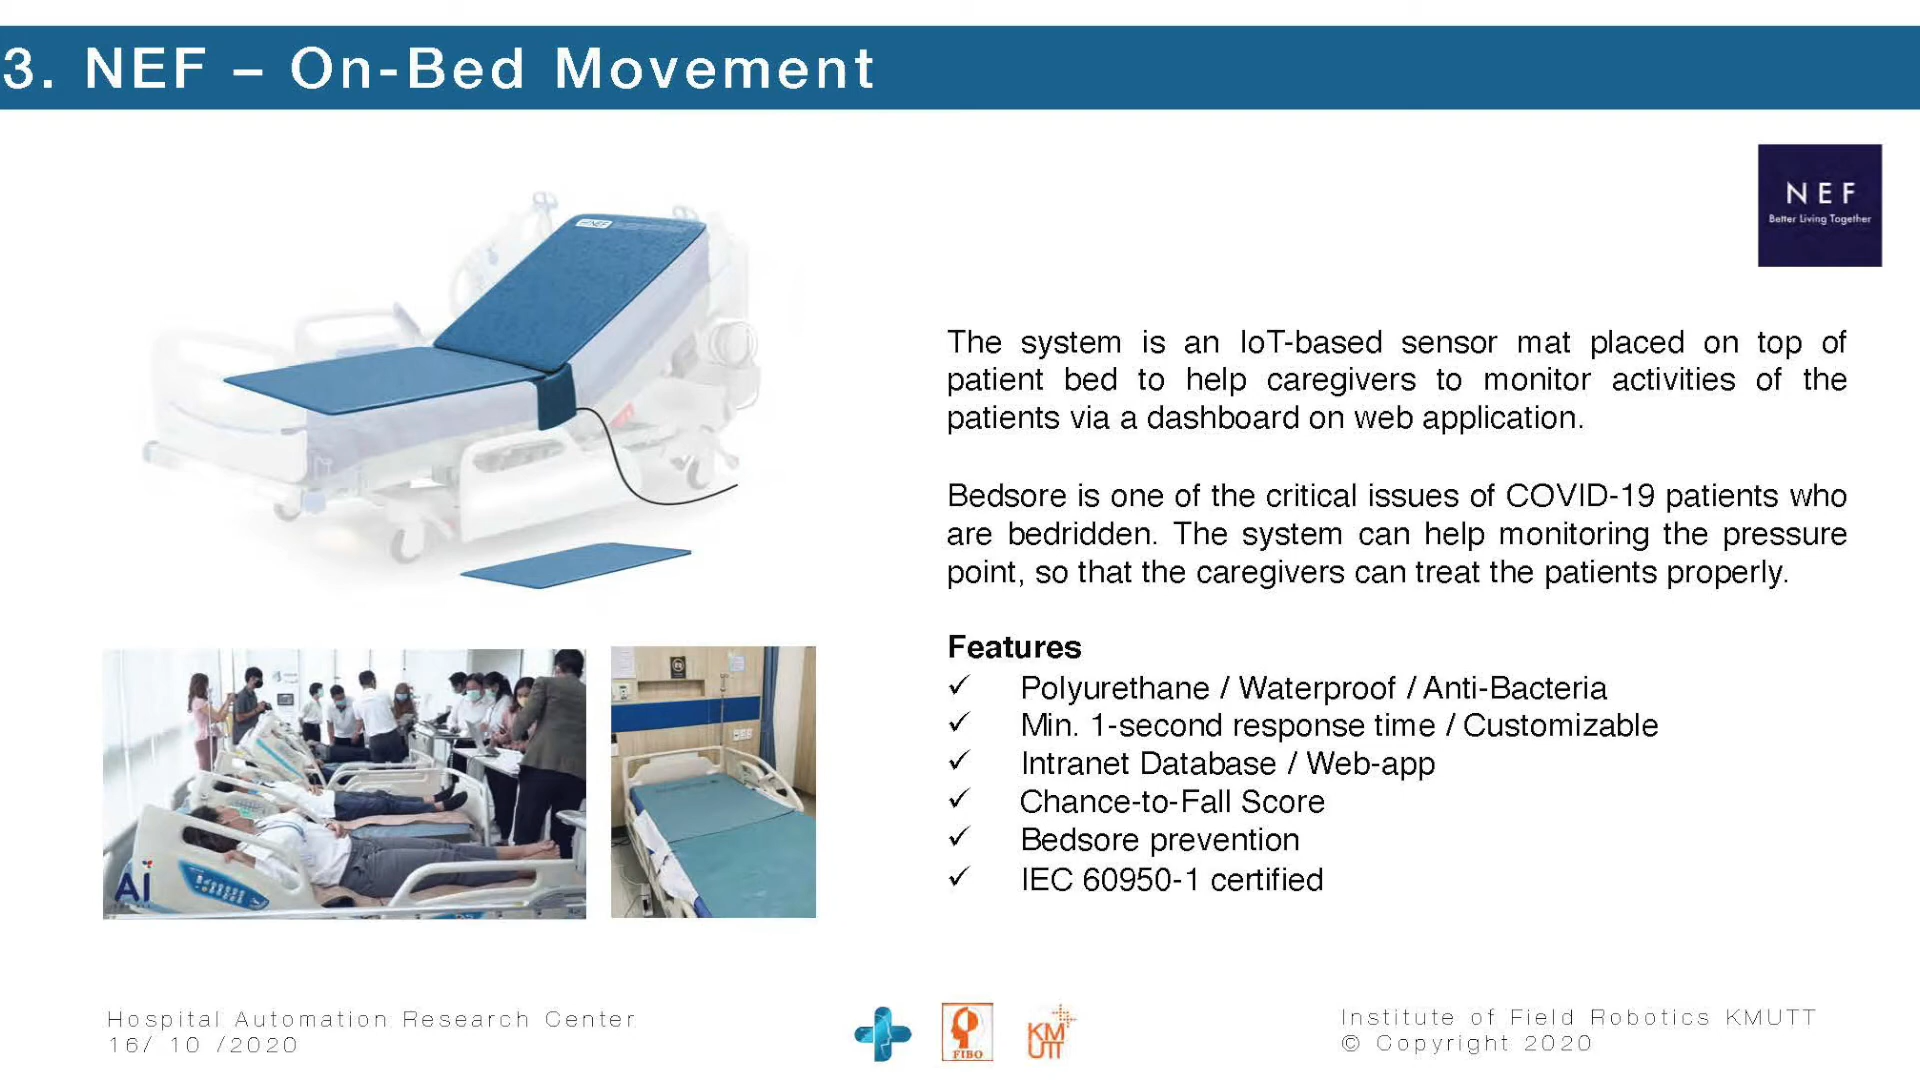 3. NEF – On-Bed Movement
NEF
Better Living Together
The system is an IoT-based sensor mat placed on top of
patient bed to help caregivers to monitor activities of the
patients via a dashboard on web application.
Bedsore is one of the critical issues of COVID-19 patients who
are bedridden. The system can help monitoring the pressure
point, so that the caregivers can treat the patients properly.
Features
✓ Polyurethane / Waterproof / Anti-Bacteria
✓ Min. 1-second response time / Customizable
✓ Intranet Database / Web-app
✓ Chance-to-Fall Score
✓ Bedsore prevention
✓ IEC 60950-1 certified
AI
Hospital Automation Research Center
16/ 10 /2020
FIBO
KM
UTT
Institute of Field Robotics KMUTT
© Copyright 2020